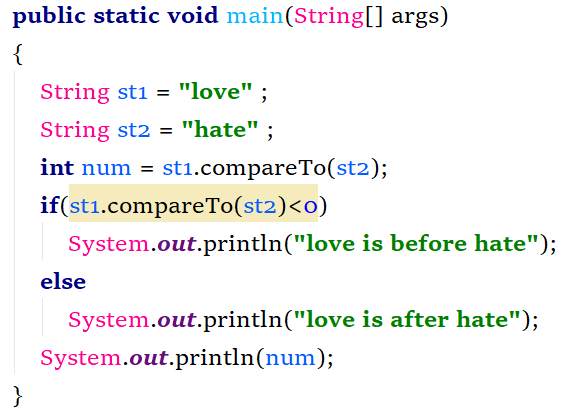 public static void main(String[] args)
{
String st1 = "love" ;
String st2 = "hate" ;
int num = st1.compareTo(st2);
if(st1.compareTo(st2)<0)
System.out.println("love is before hate");
else
System.out.println("love is after hate");
System.out.println(num);
}